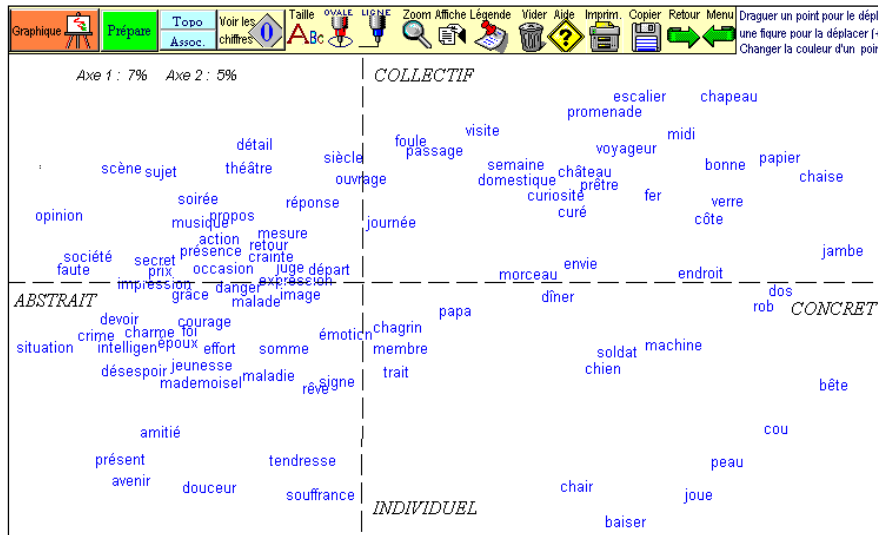 Graphique
Prépare
Topo
Assoc.
Voir les
chiffres
0
Taille
ABc
OVALE
LIGNE
Zoom
Affiche
Légende
Vider
Aide
?
Imprim.
Copier
Retour
Menu
Draguer un point pour le dépl
une figure pour la déplacer (+
Changer la couleur d'un poin
Axe 1 : 7% Axe 2 : 5%
COLLECTIF
escalier chapeau
promenade
visite midi
foule
détail passage voyageur
siècle semaine bonne papier
scène sujet théâtre château chaise
ouvrage domestique prêtre
soirée réponse curiosité fer verre
opinion propos curé côte
musique journée
action mesure
retour
présence crainte jambe
société secret envie
faute prix occasion juge départ morceau endroit
impression expression
danger dos
grâce malade image dîner rob
ABSTRAIT CONCRET
papa
devoir courage
crime charme foi émotion chagrin
situation intelligen époux effort somme membre soldat machine
désespoir jeunesse trait chien
mademoisel maladie signe bête
rêve
amitié cou
présent tendresse peau
avenir douceur chair
souffrance joue
INDIVIDUEL
baiser